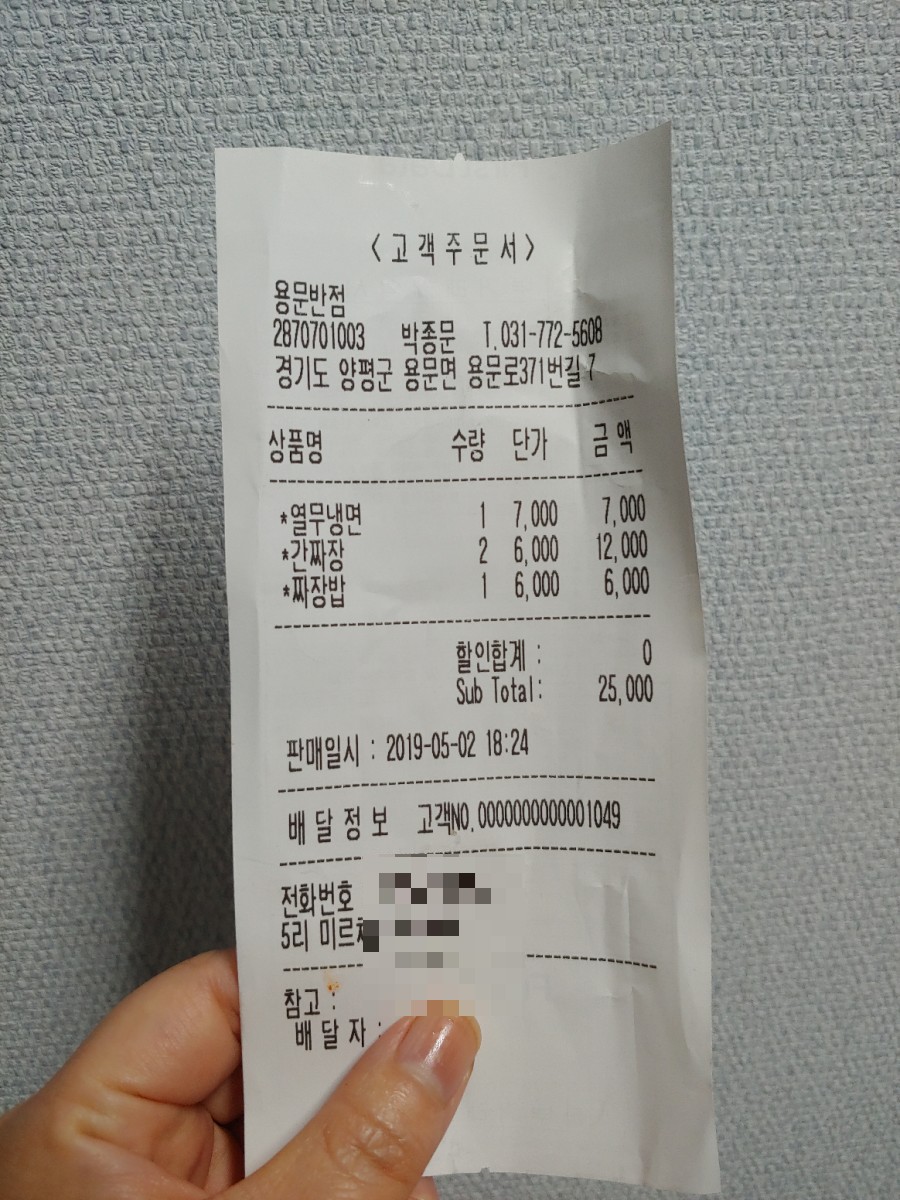 <고객주문서>
용문반점
2870701003 박종문 T.031-772-5608
경기도 양평군 용문면 용문로371번길 7
상품명 수량 단가 금액
*열무냉면 1 7,000 7,000
*간짜장 2 6,000 12,000
*짜장밥 1 6,000 6,000
할인합계 : 0
Sub Total: 25,000
판매일시 : 2019-05-02 18:24
배달정보 고객NO.0000000000001049
전화번호
5리
참고 :
배달자 :